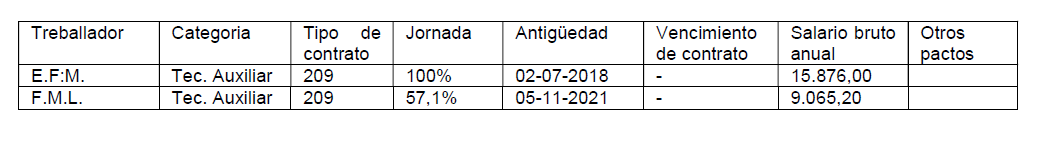 Treballador Categoria Tipo de contrato Jornada Antigüedad Vencimiento de contrato Salario bruto anual Otros pactos
E.F:M. Tec. Auxiliar 209 100% 02-07-2018 - 15.876,00
F.M.L. Tec. Auxiliar 209 57,1% 05-11-2021 - 9.065,20